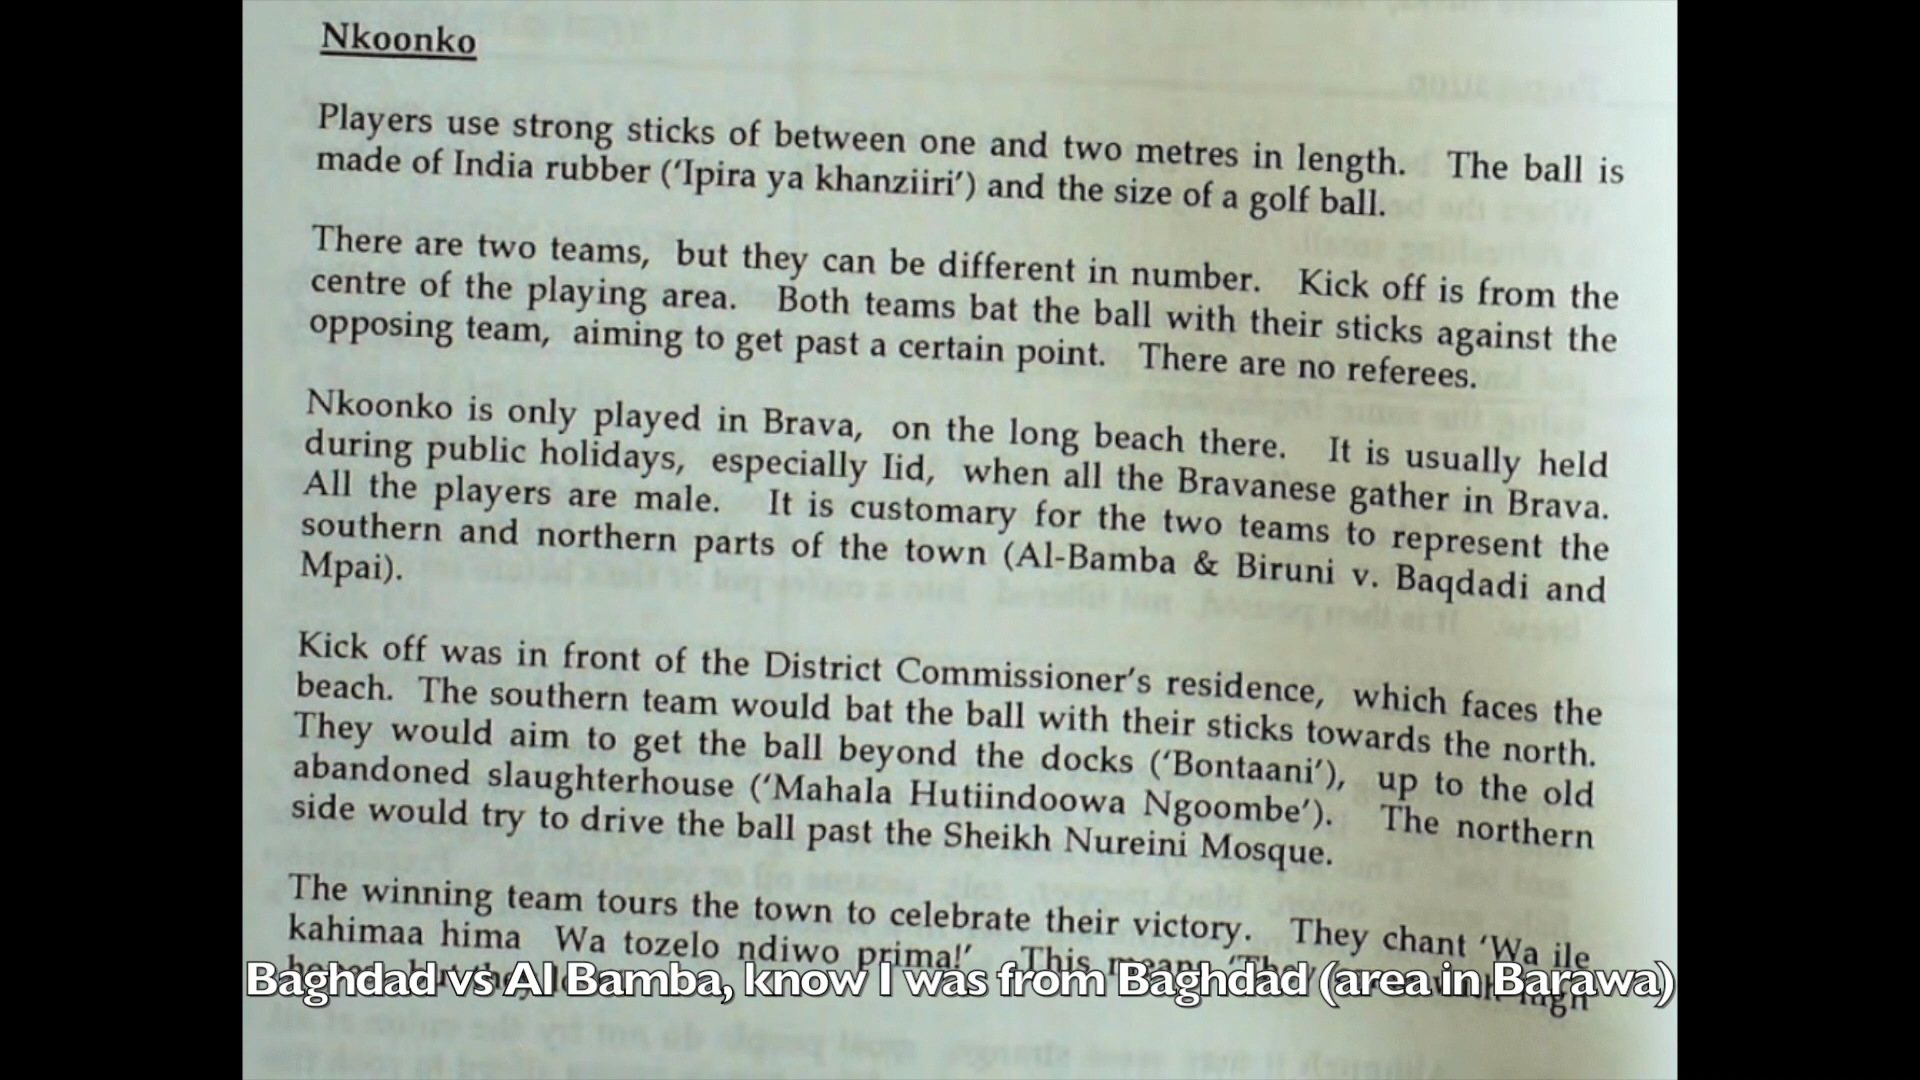 Nkoonko
Players use strong sticks of between one and two metres in length. The ball is
made of India rubber ('Ipira ya khanziiri') and the size of a golf ball.
There are two teams, but they can be different in number. Kick off is from the
centre of the playing area. Both teams bat the ball with their sticks against the
opposing team, aiming to get past a certain point. There are no referees.
Nkoonko is only played in Brava, on the long beach there. It is usually held
during public holidays, especially Iid, when all the Bravanese gather in Brava.
All the players are male. It is customary for the two teams to represent the
southern and northern parts of the town (Al-Bamba & Biruni v. Baqdadi and
Mpai).
Kick off was in front of the District Commissioner's residence, which faces the
beach. The southern team would bat the ball with their sticks towards the north.
They would aim to get the ball beyond the docks ('Bontaani'), up to the old
abandoned slaughterhouse ('Mahala Hutiindoowa Ngoombe'). The northern
side would try to drive the ball past the Sheikh Nureini Mosque.
The winning team tours the town to celebrate their victory. They chant 'Wa ile
kahimaa hima Wa tozelo ndiwo prima!' This means 'They high
Baghdad vs Al Bamba, know I was from Baghdad (area in Barawa)